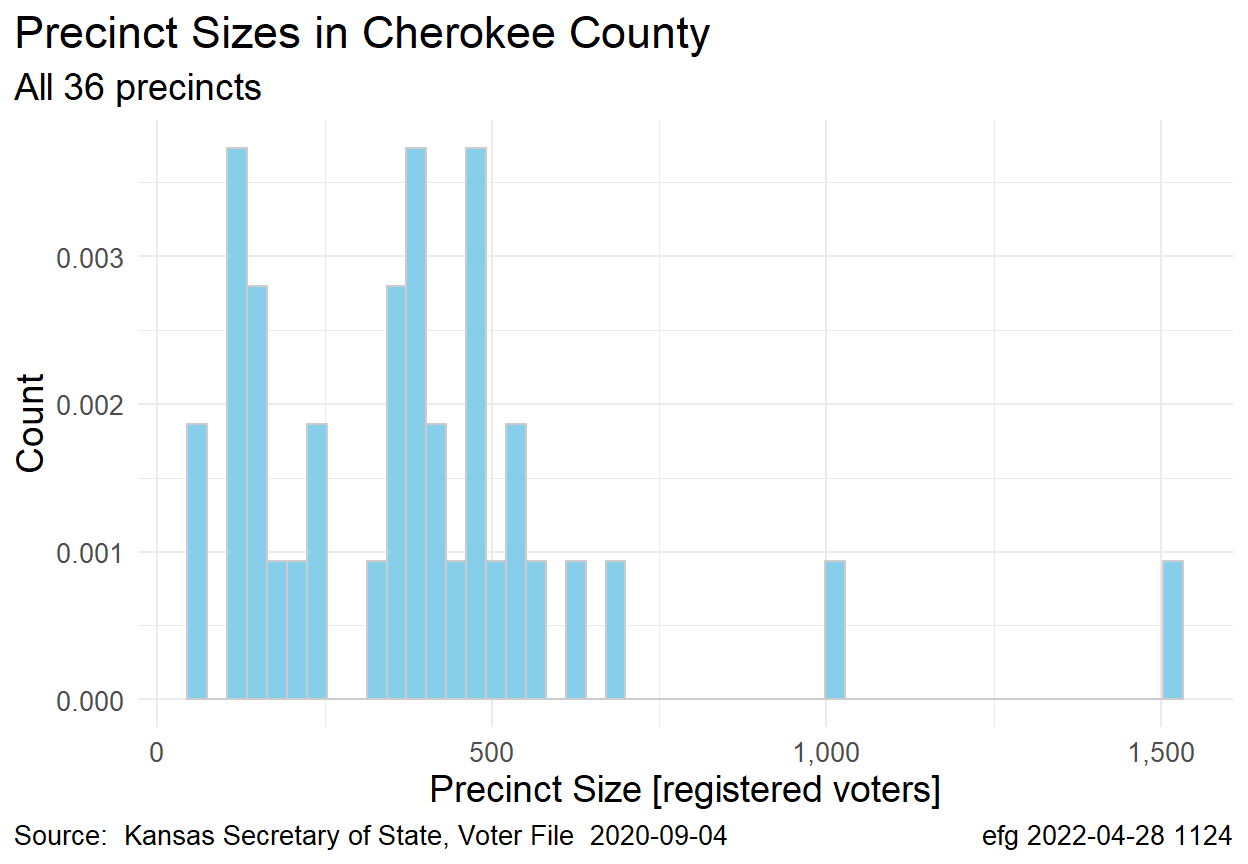 Precinct Sizes in Cherokee County
All 36 precincts
Count
0.003
0.002
0.001
0.000
0 500 1,000 1,500
Precinct Size [registered voters]
Source:  Kansas Secretary of State, Voter File  2020-09-04 efg 2022-04-28 1124